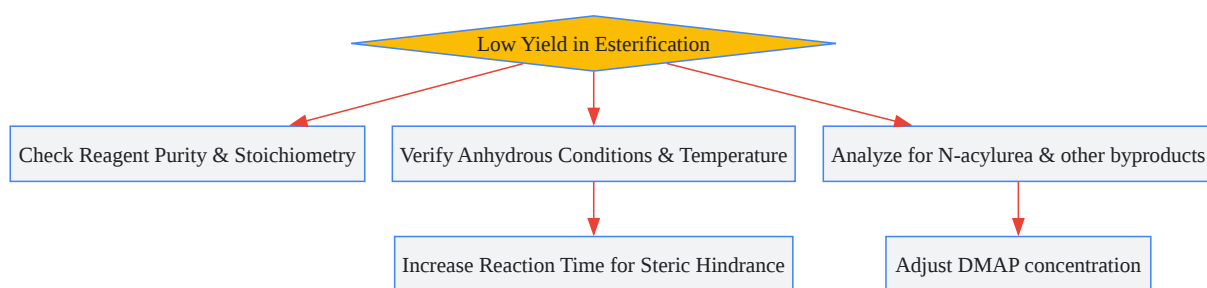 Low Yield in Esterification
Check Reagent Purity & Stoichiometry
Verify Anhydrous Conditions & Temperature
Analyze for N-acylurea & other byproducts
Increase Reaction Time for Steric Hindrance
Adjust DMAP concentration